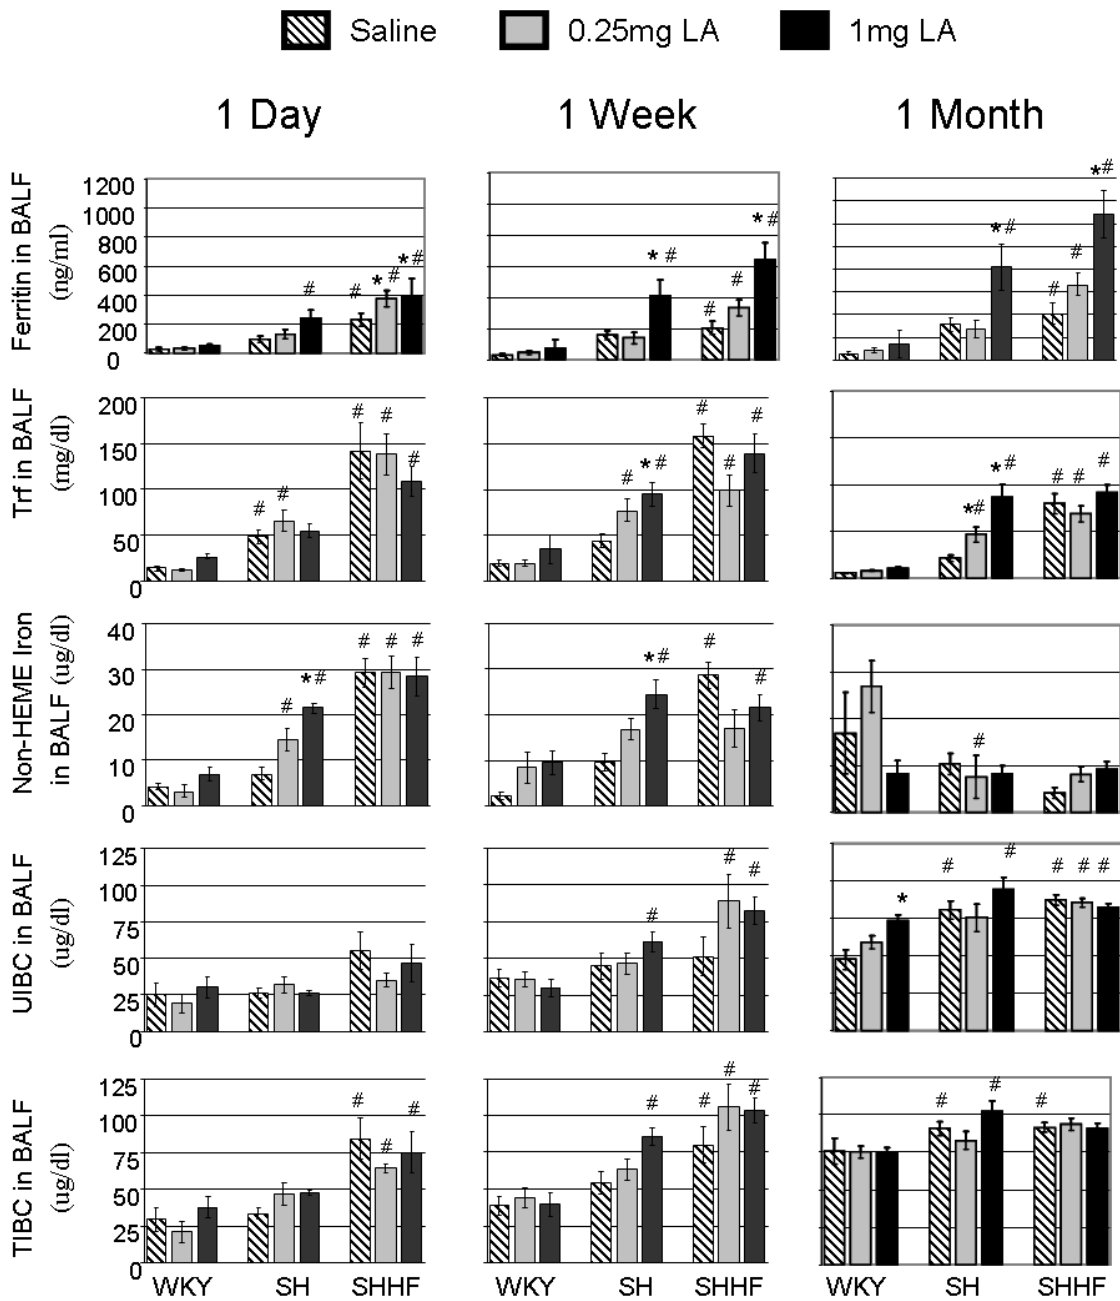 Saline 0.25mg LA 1mg LA
1 Day 1 Week 1 Month
Ferritin in BALF
(ng/ml)
1200
1000
800
600
400
200
0
# # * # * #
* # # # * #
* # # # * #
Trf in BALF
(mg/dl)
200
150
100
50
0
# # # # #
# * # # # #
* # * # # # #
Non-HEME Iron
in BALF (ug/dl)
40
30
20
10
0
# * # # # #
* # # #
#
UIBC in BALF
(ug/dl)
125
100
75
50
25
0
# # #
* # # # # #
TIBC in BALF
(ug/dl)
125
100
75
50
25
0
# # #
# # # #
# # #
WKY SH SHHF WKY SH SHHF WKY SH SHHF